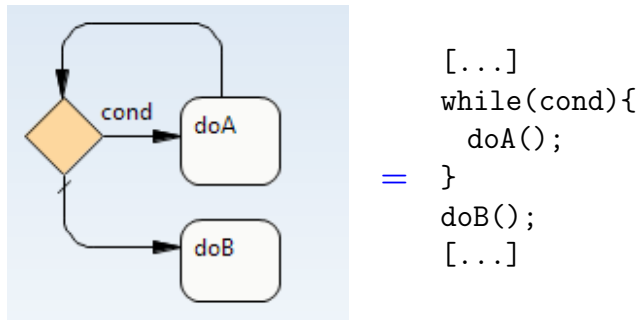 cond
doA
doB
=
[...]
while(cond){
  doA();
}
doB();
[...]